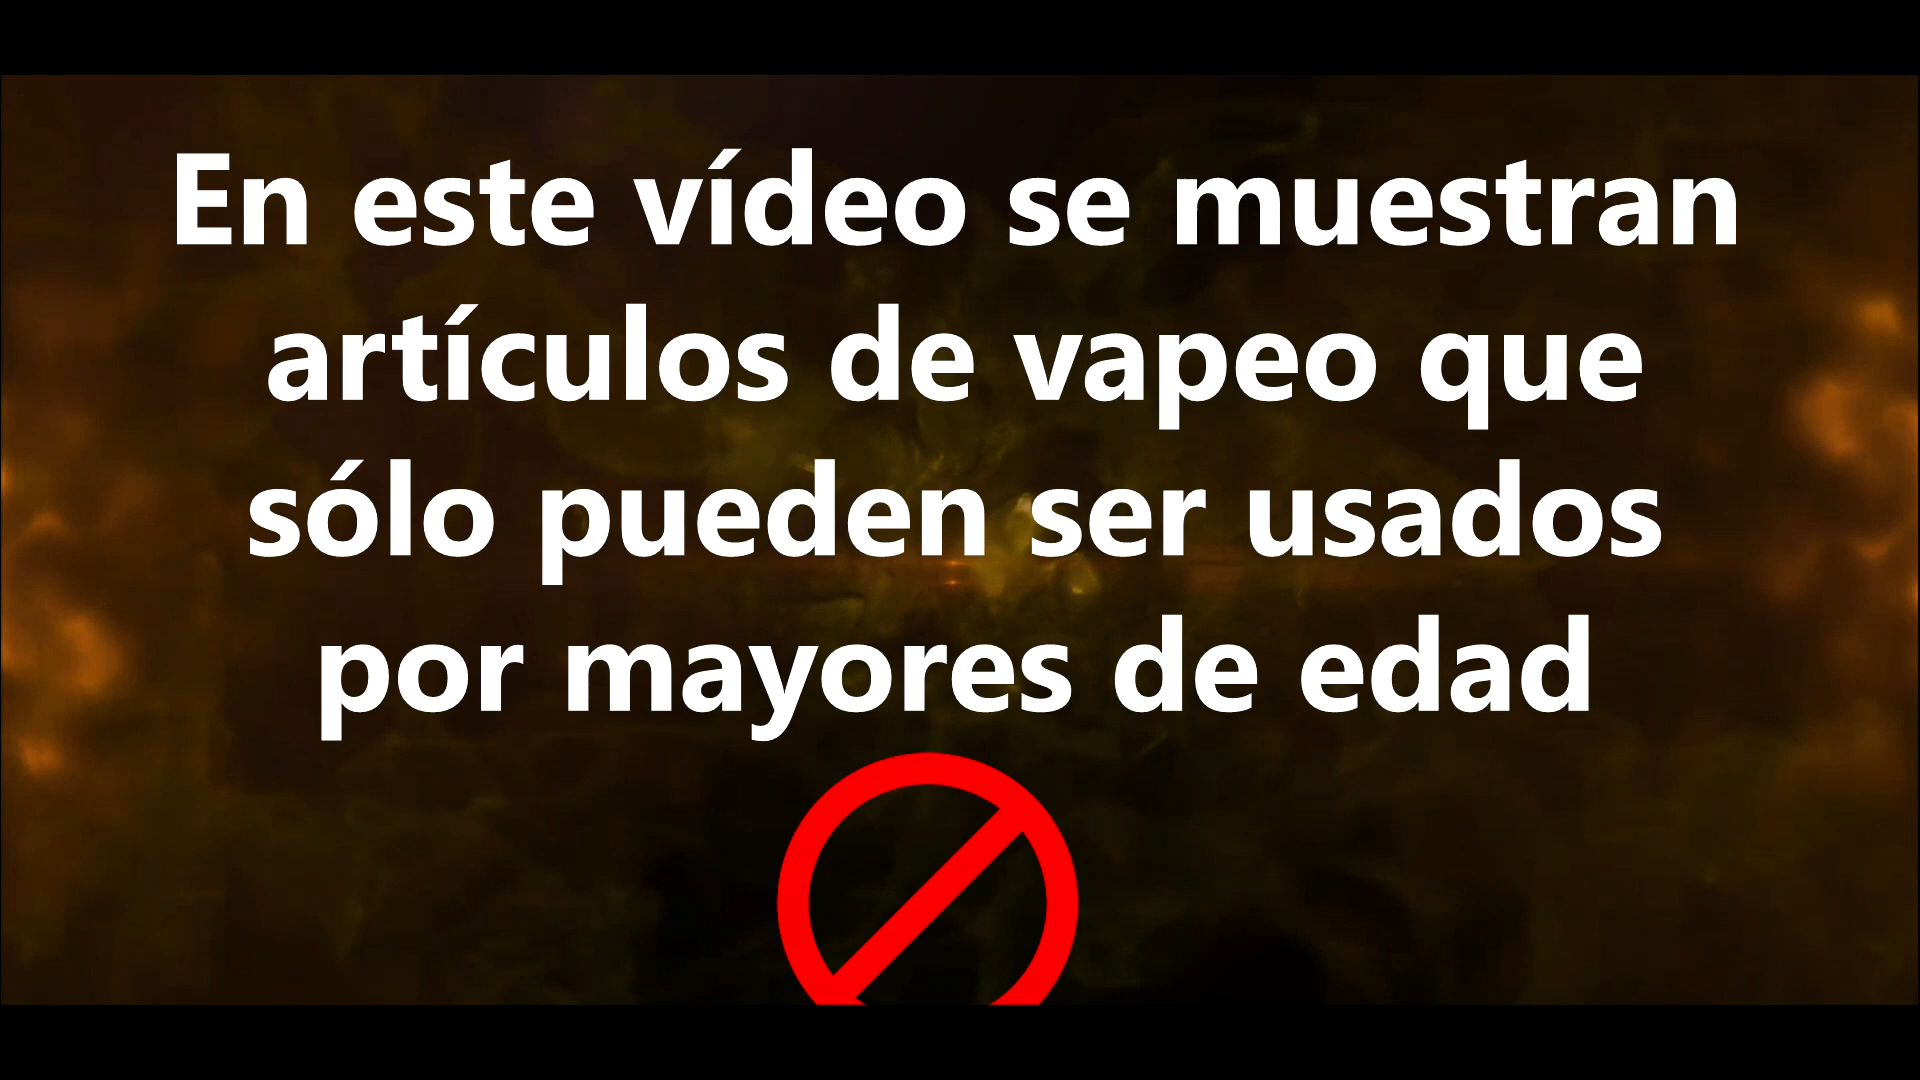 En este vídeo se muestran
artículos de vapeo que
sólo pueden ser usados
por mayores de edad